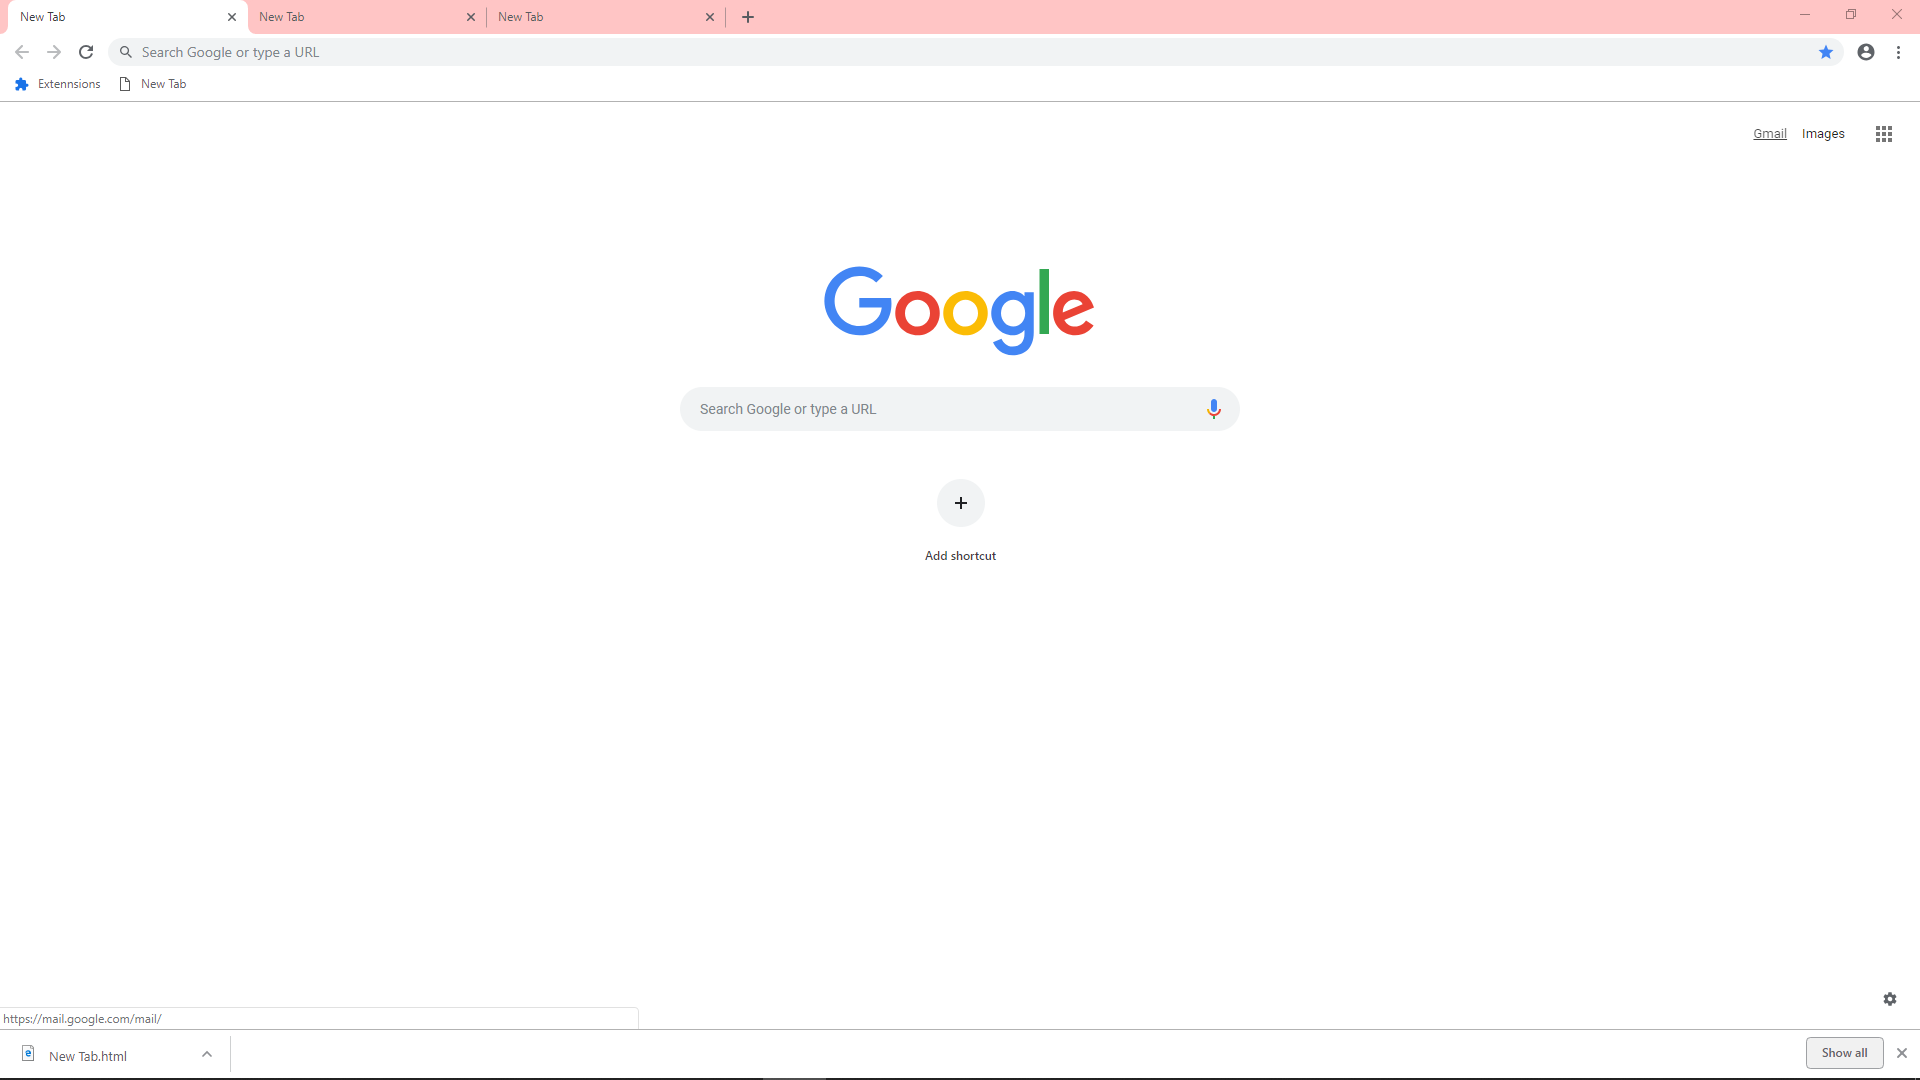 New Tab New Tab New Tab
Search Google or type a URL
Extennsions New Tab
Gmail Images
Google
Search Google or type a URL
Add shortcut
https://mail.google.com/mail/
New Tab.html Show all